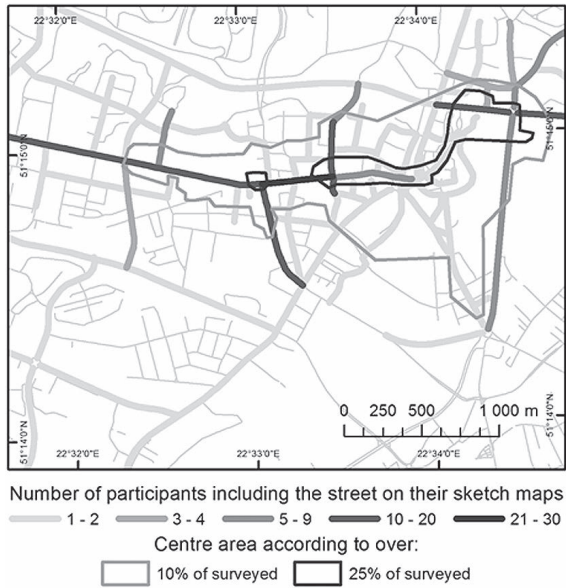 22°32'0"E 22°33'0"E 22°34'0"E
51°15'0"N 51°15'0"N
0 250 500 1 000 m
51°14'0"N 51°14'0"N
22°32'0"E 22°33'0"E 22°34'0"E
Number of participants including the street on their sketch maps
1 - 2 3 - 4 5 - 9 10 - 20 21 - 30
Centre area according to over:
10% of surveyed 25% of surveyed